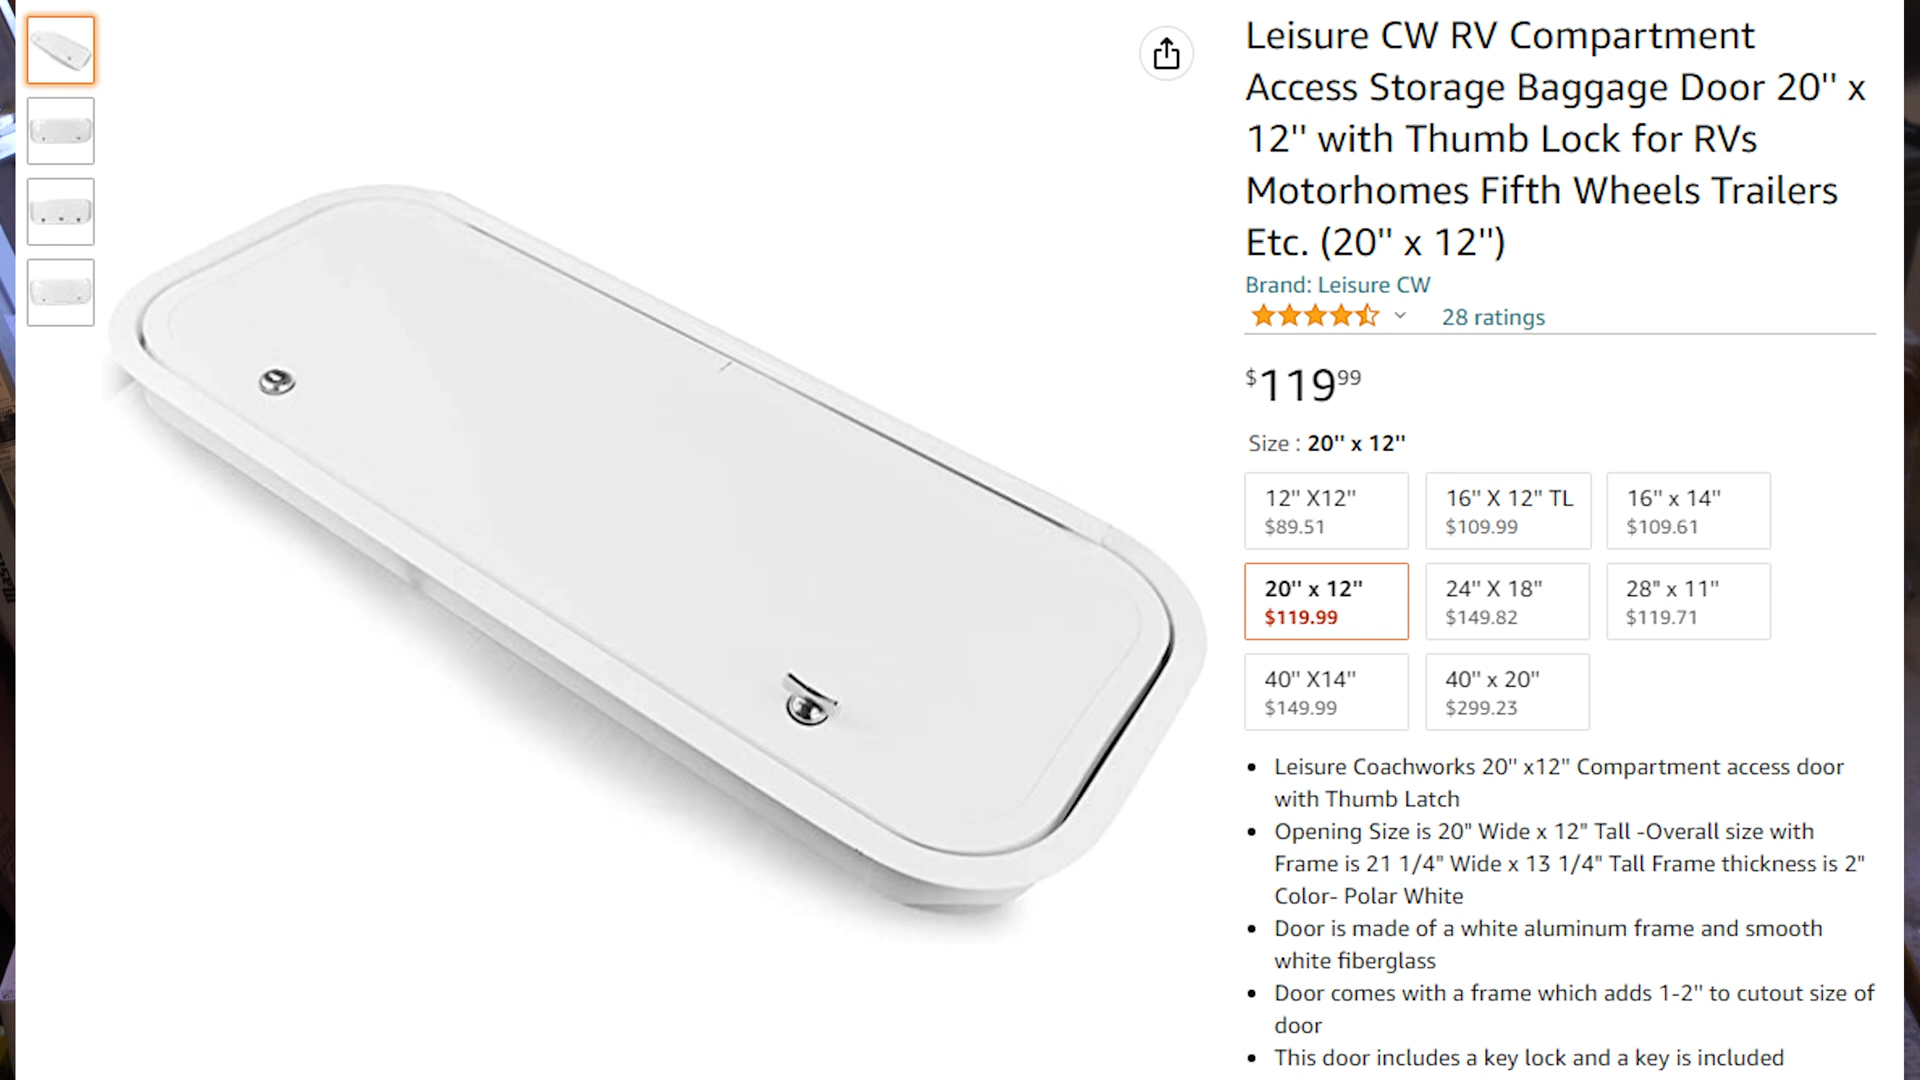 Leisure CW RV Compartment
Access Storage Baggage Door 20" x
12" with Thumb Lock for RVs
Motorhomes Fifth Wheels Trailers
Etc. (20" x 12")
Brand: Leisure CW
28 ratings
$119 99
Size : 20" x 12"
12" X12"
$89.51
16" X 12" TL
$109.99
16" x 14"
$109.61
20" x 12"
$119.99
24" X 18"
$149.82
28" x 11"
$119.71
40" X14"
$149.99
40" x 20"
$299.23
• Leisure Coachworks 20" x12" Compartment access door
with Thumb Latch
• Opening Size is 20" Wide x 12" Tall -Overall size with
Frame is 21 1/4" Wide x 13 1/4" Tall Frame thickness is 2"
Color- Polar White
• Door is made of a white aluminum frame and smooth
white fiberglass
• Door comes with a frame which adds 1-2" to cutout size of
door
• This door includes a key lock and a key is included